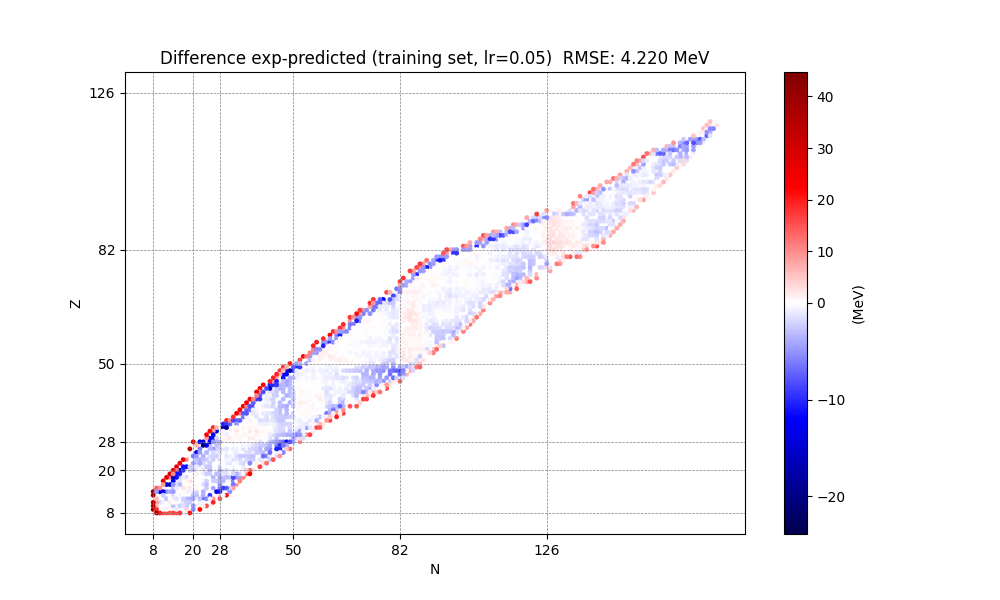 Difference exp-predicted (training set, lr=0.05)  RMSE: 4.220 MeV
126
82
50
28
20
8
Z
8 20 28 50 82 126
N
40
30
20
10
0
−10
−20
(MeV)